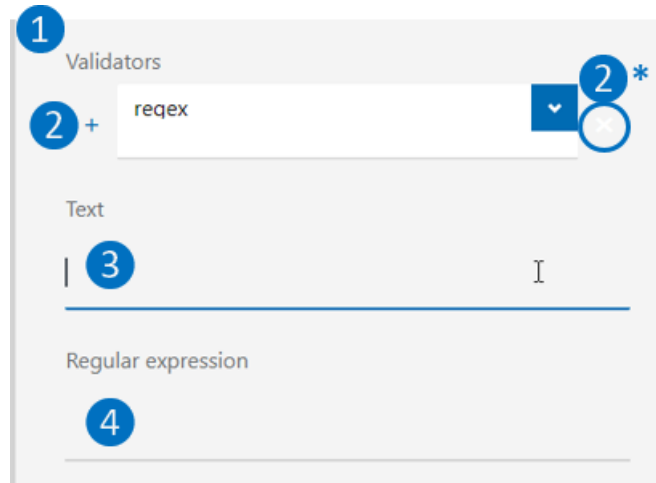 1
Validators
2 *
2 + regex
Text
3
Regular expression
4